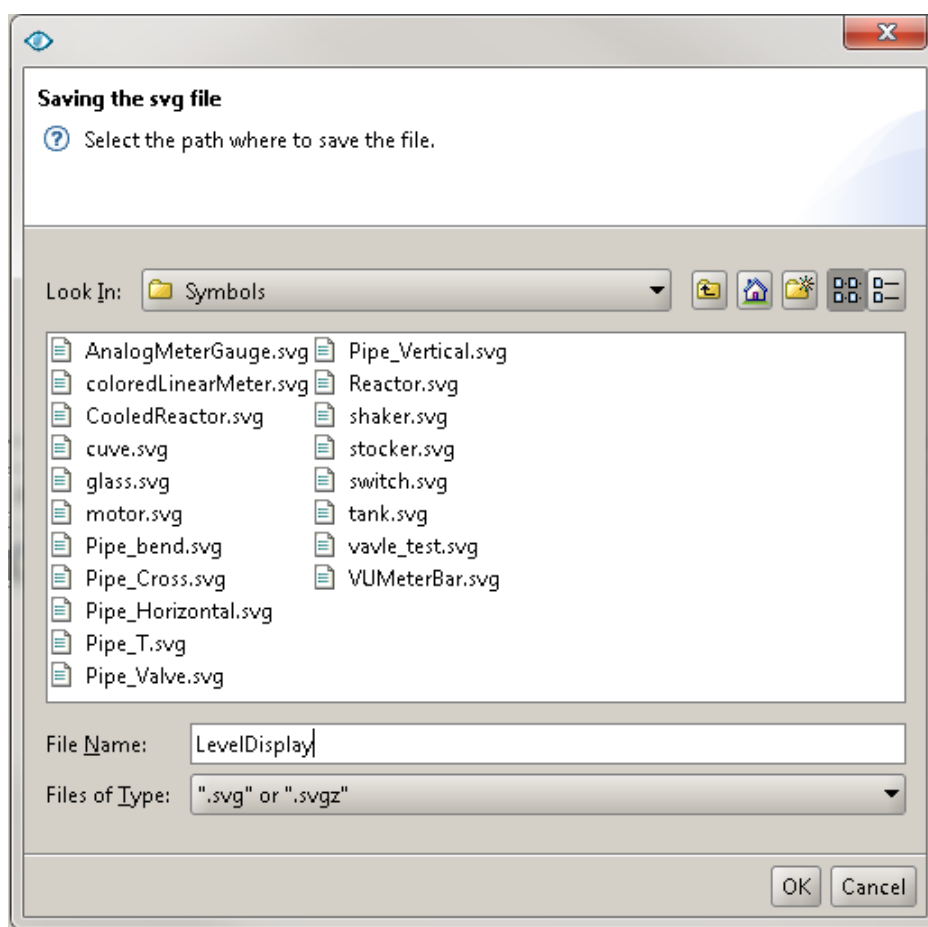 Saving the svg file
Select the path where to save the file.
Look In: Symbols
AnalogMeterGauge.svg
coloredLinearMeter.svg
CooledReactor.svg
cuve.svg
glass.svg
motor.svg
Pipe_bend.svg
Pipe_Cross.svg
Pipe_Horizontal.svg
Pipe_T.svg
Pipe_Valve.svg
Pipe_Vertical.svg
Reactor.svg
shaker.svg
stocker.svg
switch.svg
tank.svg
vavle_test.svg
VUMeterBar.svg
File Name: LevelDisplay
Files of Type: ".svg" or ".svgz"
OK Cancel